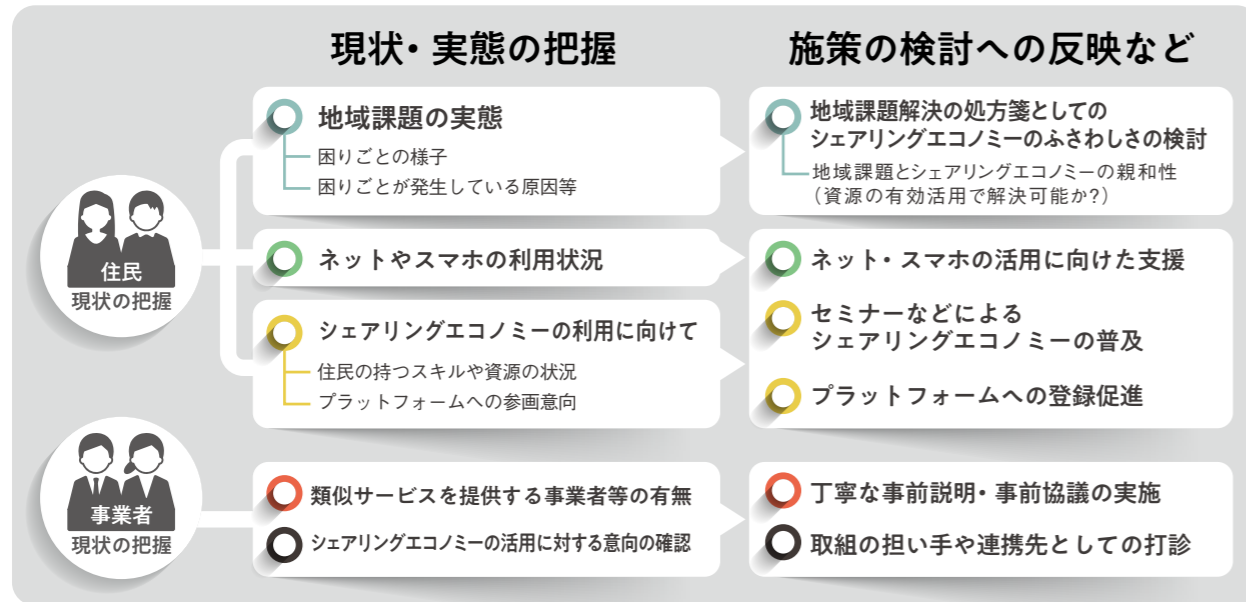 現状・実態の把握
施策の検討への反映など
住民
現状の把握
地域課題の実態
困りごとの様子
困りごとが発生している原因等
地域課題解決の処方箋としての
シェアリングエコノミーのふさわしさの検討
地域課題とシェアリングエコノミーの親和性
(資源の有効活用で解決可能か?)
ネットやスマホの利用状況
ネット・スマホの活用に向けた支援
シェアリングエコノミーの利用に向けて
住民の持つスキルや資源の状況
プラットフォームへの参画意向
セミナーなどによる
シェアリングエコノミーの普及
プラットフォームへの登録促進
事業者
現状の把握
類似サービスを提供する事業者等の有無
シェアリングエコノミーの活用に対する意向の確認
丁寧な事前説明・事前協議の実施
取組の担い手や連携先としての打診